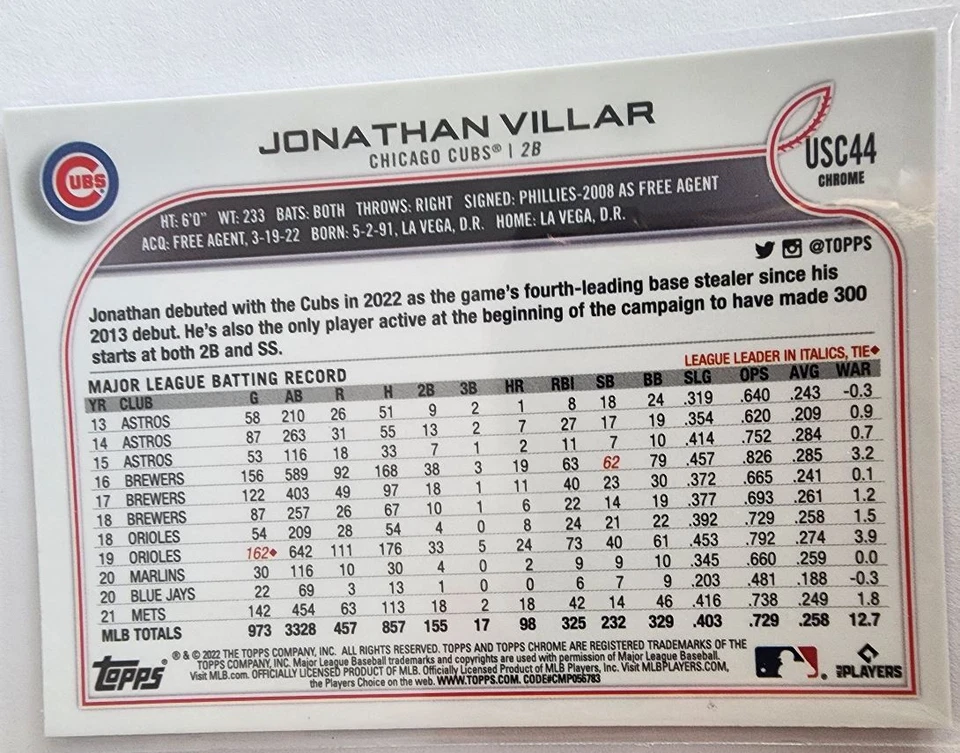 JONATHAN VILLAR
CHICAGO CUBS® | 2B
CUBS
USC44
CHROME
HT: 6'0" WT: 233 BATS: BOTH THROWS: RIGHT SIGNED: PHILLIES-2008 AS FREE AGENT
ACQ: FREE AGENT, 3-19-22 BORN: 5-2-91, LA VEGA, D.R. HOME: LA VEGA, D.R.
@TOPPS
Jonathan debuted with the Cubs in 2022 as the game's fourth-leading base stealer since his
2013 debut. He's also the only player active at the beginning of the campaign to have made 300
starts at both 2B and SS.
MAJOR LEAGUE BATTING RECORD LEAGUE LEADER IN ITALICS, TIE◆
YR CLUB G AB R H 2B 3B HR RBI SB BB SLG OPS AVG WAR
13 ASTROS 58 210 26 51 9 2 1 8 18 24 .319 .640 .243 -0.3
14 ASTROS 87 263 31 55 13 2 7 27 17 19 .354 .620 .209 0.9
15 ASTROS 53 116 18 33 7 1 2 11 7 10 .414 .752 .284 0.7
16 BREWERS 156 589 92 168 38 3 19 63 62 79 .457 .826 .285 3.2
17 BREWERS 122 403 49 97 18 1 11 40 23 30 .372 .665 .241 0.1
18 BREWERS 87 257 26 67 10 1 6 22 14 19 .377 .693 .261 1.2
18 ORIOLES 54 209 28 54 4 0 8 24 21 22 .392 .729 .258 1.5
19 ORIOLES 162◆ 642 111 176 33 5 24 73 40 61 .453 .792 .274 3.9
20 MARLINS 30 116 10 30 4 0 2 9 9 10 .345 .660 .259 0.0
20 BLUE JAYS 22 69 3 13 1 0 0 6 7 9 .203 .481 .188 -0.3
21 METS 142 454 63 113 18 2 18 42 14 46 .416 .738 .249 1.8
MLB TOTALS 973 3328 457 857 155 17 98 325 232 329 .403 .729 .258 12.7
Topps
® & © 2022 THE TOPPS COMPANY, INC. ALL RIGHTS RESERVED. TOPPS AND TOPPS CHROME ARE REGISTERED TRADEMARKS OF THE
TOPPS COMPANY, INC. Major League Baseball trademarks and copyrights are used with permission of Major League Baseball.
Visit MLB.com. OFFICIALLY LICENSED PRODUCT OF MLB. Officially Licensed Product of MLB Players, Inc. Visit MLBPLAYERS.COM,
the Players Choice on the web. WWW.TOPPS.COM. CODE#CMP056783
MLB PLAYERS